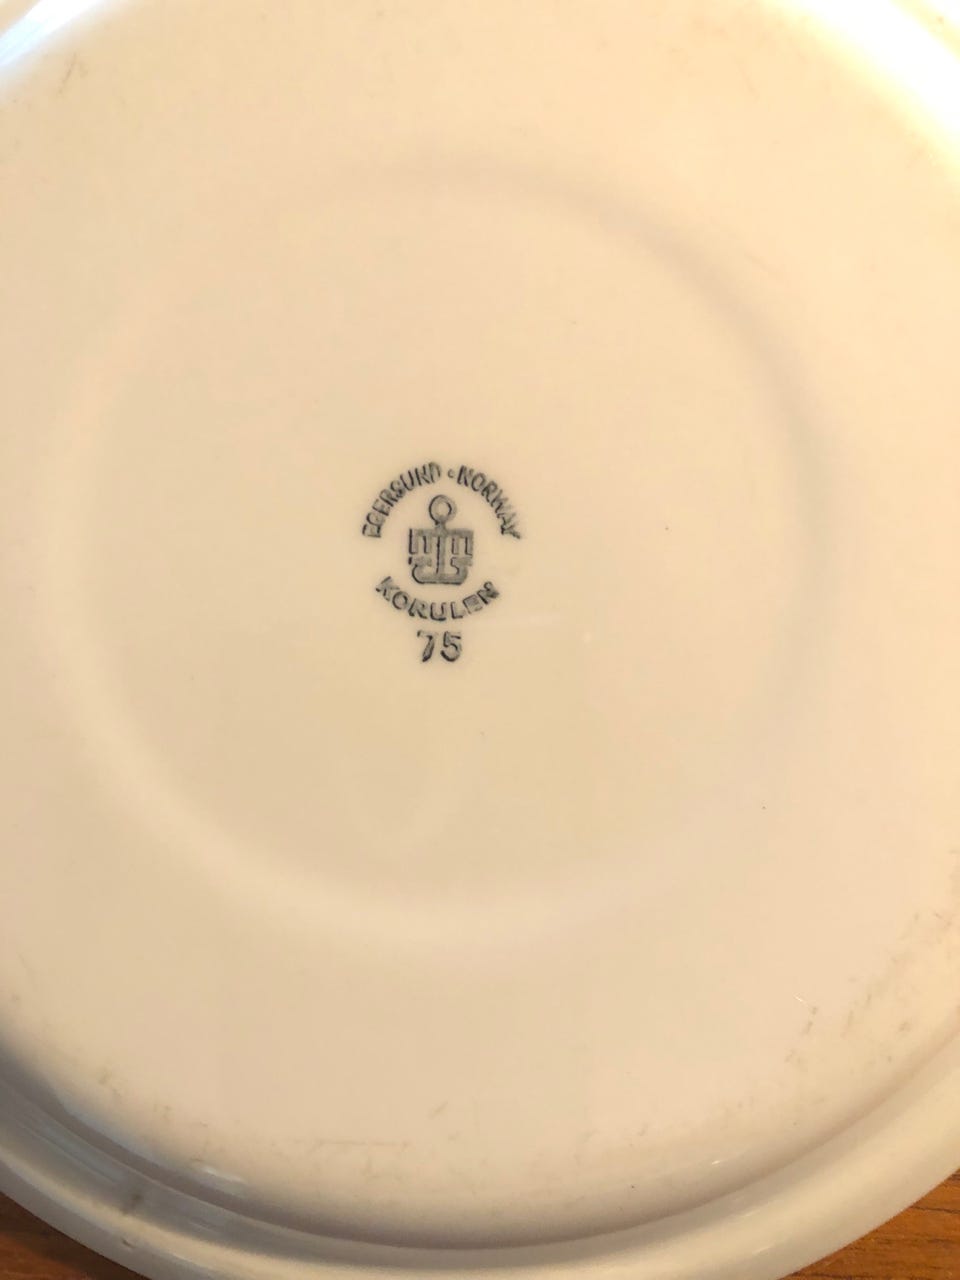 EGERSUND · NORWAY
KORULEN
75